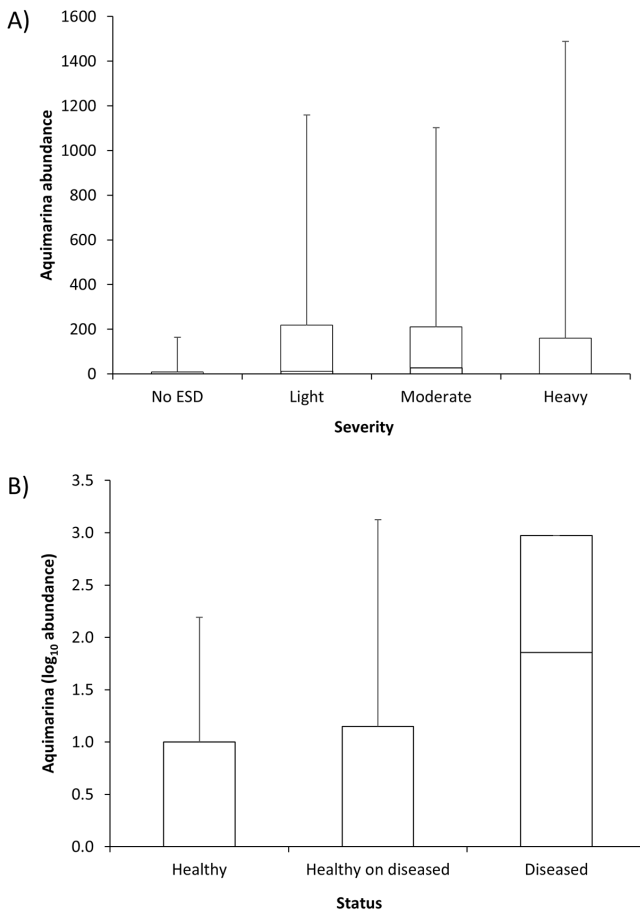 A)
1600
1400
1200
1000
800
600
400
200
0
Aquimarina abundance
No ESD Light Moderate Heavy
Severity
B)
3.5
3.0
2.5
2.0
1.5
1.0
0.5
0.0
Aquimarina (log10 abundance)
Healthy Healthy on diseased Diseased
Status